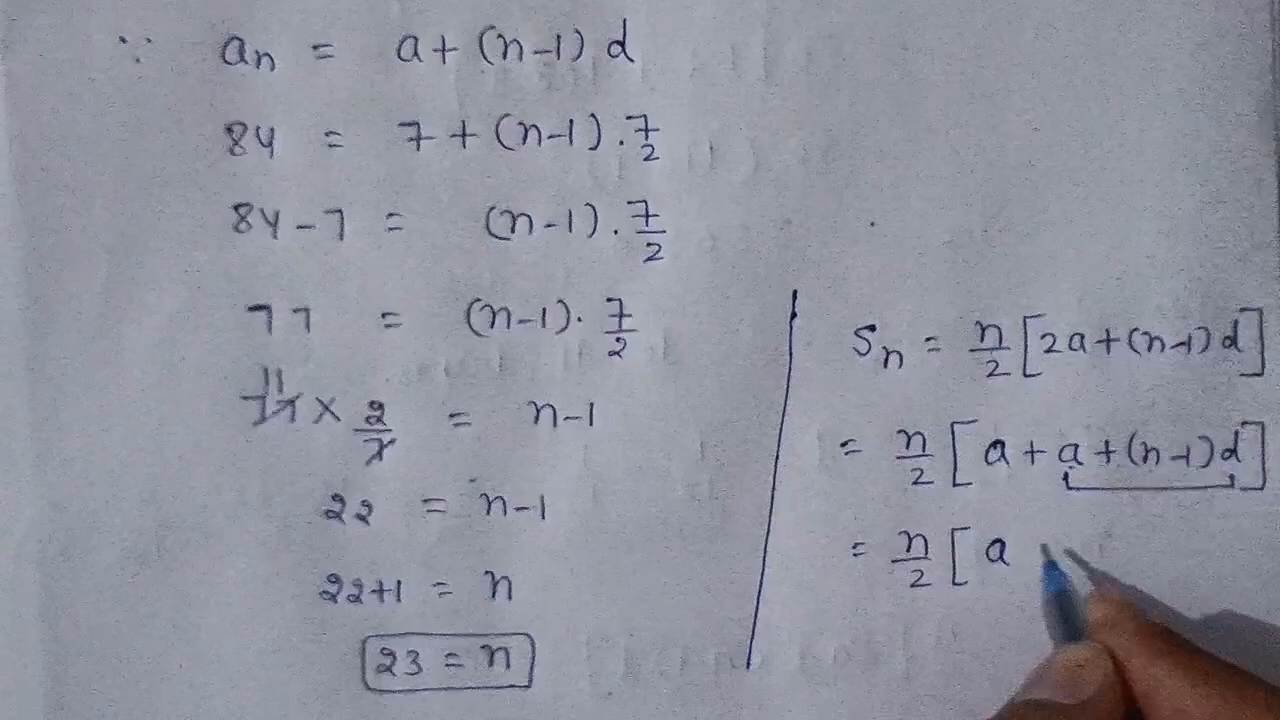 ∵ aₙ = a + (n-1) d
84 = 7 + (n-1) . 7/2
84 - 7 = (n-1) . 7/2
77 = (n-1) . 7/2
11 77 × 2/7 = n-1
22 = n-1
22+1 = n
23 = n
Sₙ = n/2 [2a+(n-1)d]
= n/2 [a+a+(n-1)d]
= n/2 [a